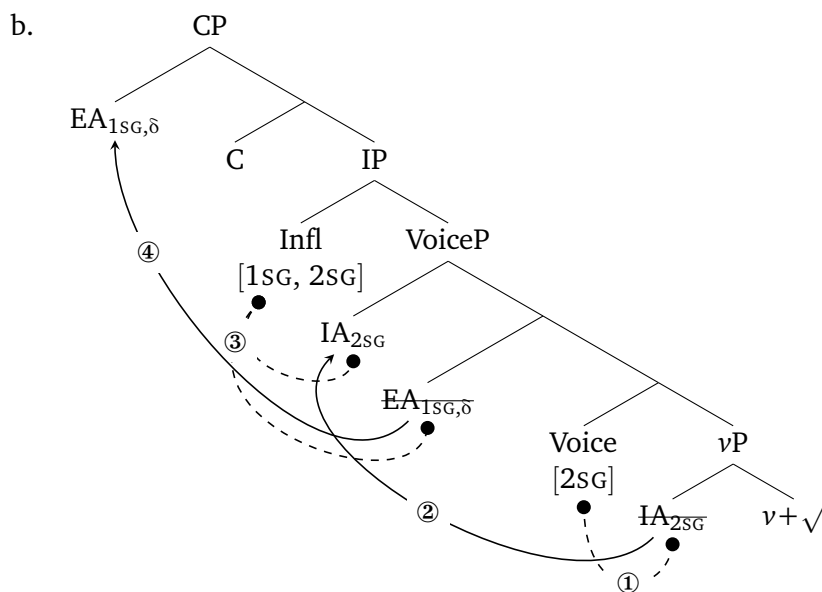 b.
CP
EA1SG,δ
C
IP
Infl
[1SG, 2SG]
VoiceP
④
③
IA2SG
EA1SG,δ
Voice
[2SG]
vP
②
IA2SG
v+√
①